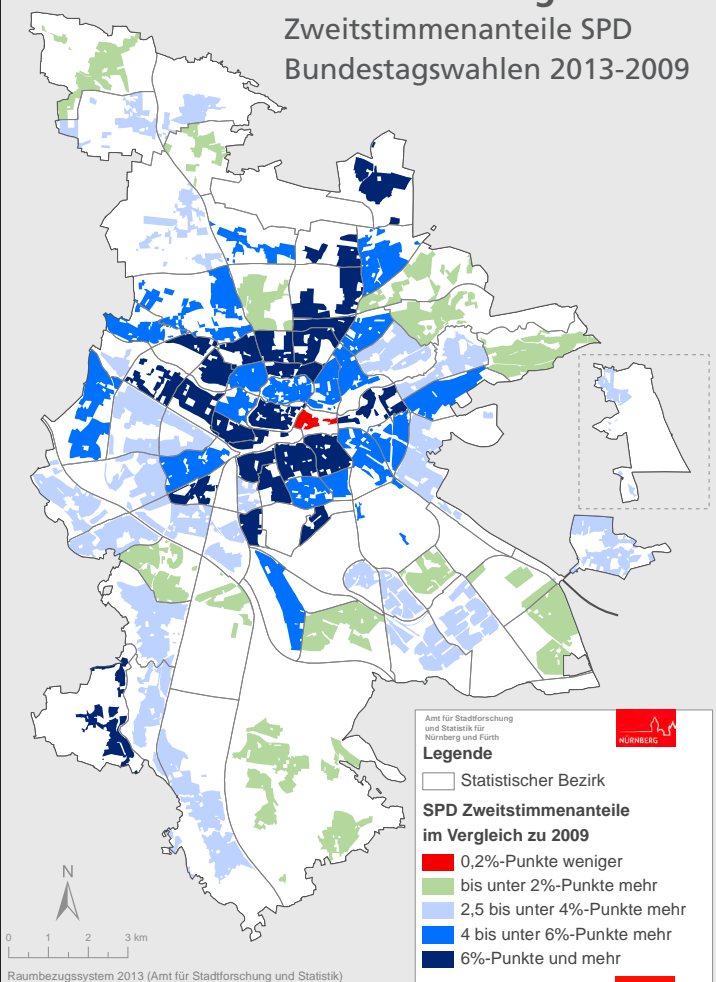 Zweitstimmenanteile SPD
Bundestagswahlen 2013-2009
Amt für Stadtforschung
und Statistik für
Nürnberg und Fürth
NÜRNBERG
Legende
Statistischer Bezirk
SPD Zweitstimmenanteile
im Vergleich zu 2009
0,2%-Punkte weniger
bis unter 2%-Punkte mehr
2,5 bis unter 4%-Punkte mehr
4 bis unter 6%-Punkte mehr
6%-Punkte und mehr
N
0 1 2 3 km
Raumbezugssystem 2013 (Amt für Stadtforschung und Statistik)